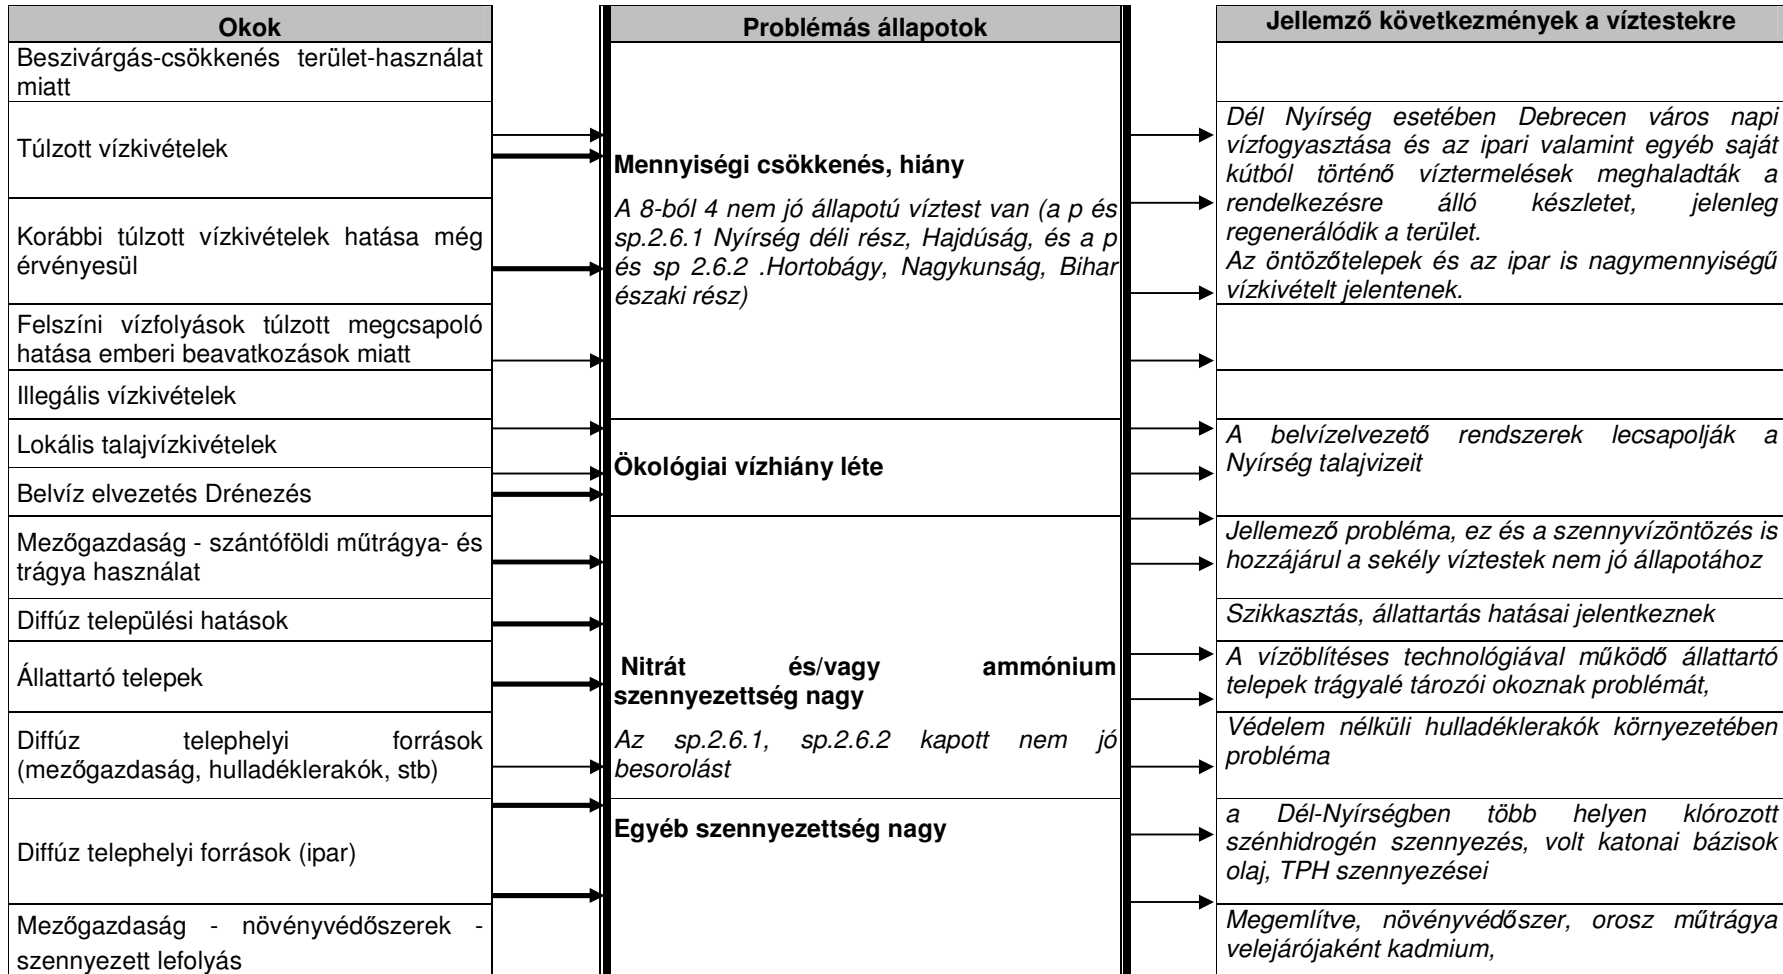 Okok
Beszivárgás-csökkenés terület-használat
miatt
Túlzott vízkivételek
Korábbi túlzott vízkivételek hatása még
érvényesül
Felszíni vízfolyások túlzott megcsapoló
hatása emberi beavatkozások miatt
Illegális vízkivételek
Lokális talajvízkivételek
Belvíz elvezetés Drénezés
Mezőgazdaság - szántóföldi műtrágya- és
trágya használat
Diffúz települési hatások
Állattartó telepek
Diffúz telephelyi források
(mezőgazdaság, hulladéklerakók, stb)
Diffúz telephelyi források (ipar)
Mezőgazdaság - növényvédőszerek -
szennyezett lefolyás
Problémás állapotok
Mennyiségi csökkenés, hiány
A 8-ból 4 nem jó állapotú víztest van (a p és
sp.2.6.1 Nyírség déli rész, Hajdúság, és a p
és sp 2.6.2 .Hortobágy, Nagykunság, Bihar
északi rész)
Ökológiai vízhiány léte
Nitrát és/vagy ammónium
szennyezettség nagy
Az sp.2.6.1, sp.2.6.2 kapott nem jó
besorolást
Egyéb szennyezettség nagy
Jellemző következmények a víztestekre
Dél Nyírség esetében Debrecen város napi
vízfogyasztása és az ipari valamint egyéb saját
kútból történő víztermelések meghaladták a
rendelkezésre álló készletet, jelenleg
regenerálódik a terület.
Az öntözőtelepek és az ipar is nagymennyiségű
vízkivételt jelentenek.
A belvízelvezető rendszerek lecsapolják a
Nyírség talajvizeit
Jellemező probléma, ez és a szennyvízöntözés is
hozzájárul a sekély víztestek nem jó állapotához
Szikkasztás, állattartás hatásai jelentkeznek
A vízöblítéses technológiával működő állattartó
telepek trágyalé tározói okoznak problémát,
Védelem nélküli hulladéklerakók környezetében
probléma
a Dél-Nyírségben több helyen klórozott
szénhidrogén szennyezés, volt katonai bázisok
olaj, TPH szennyezései
Megemlítve, növényvédőszer, orosz műtrágya
velejárójaként kadmium,